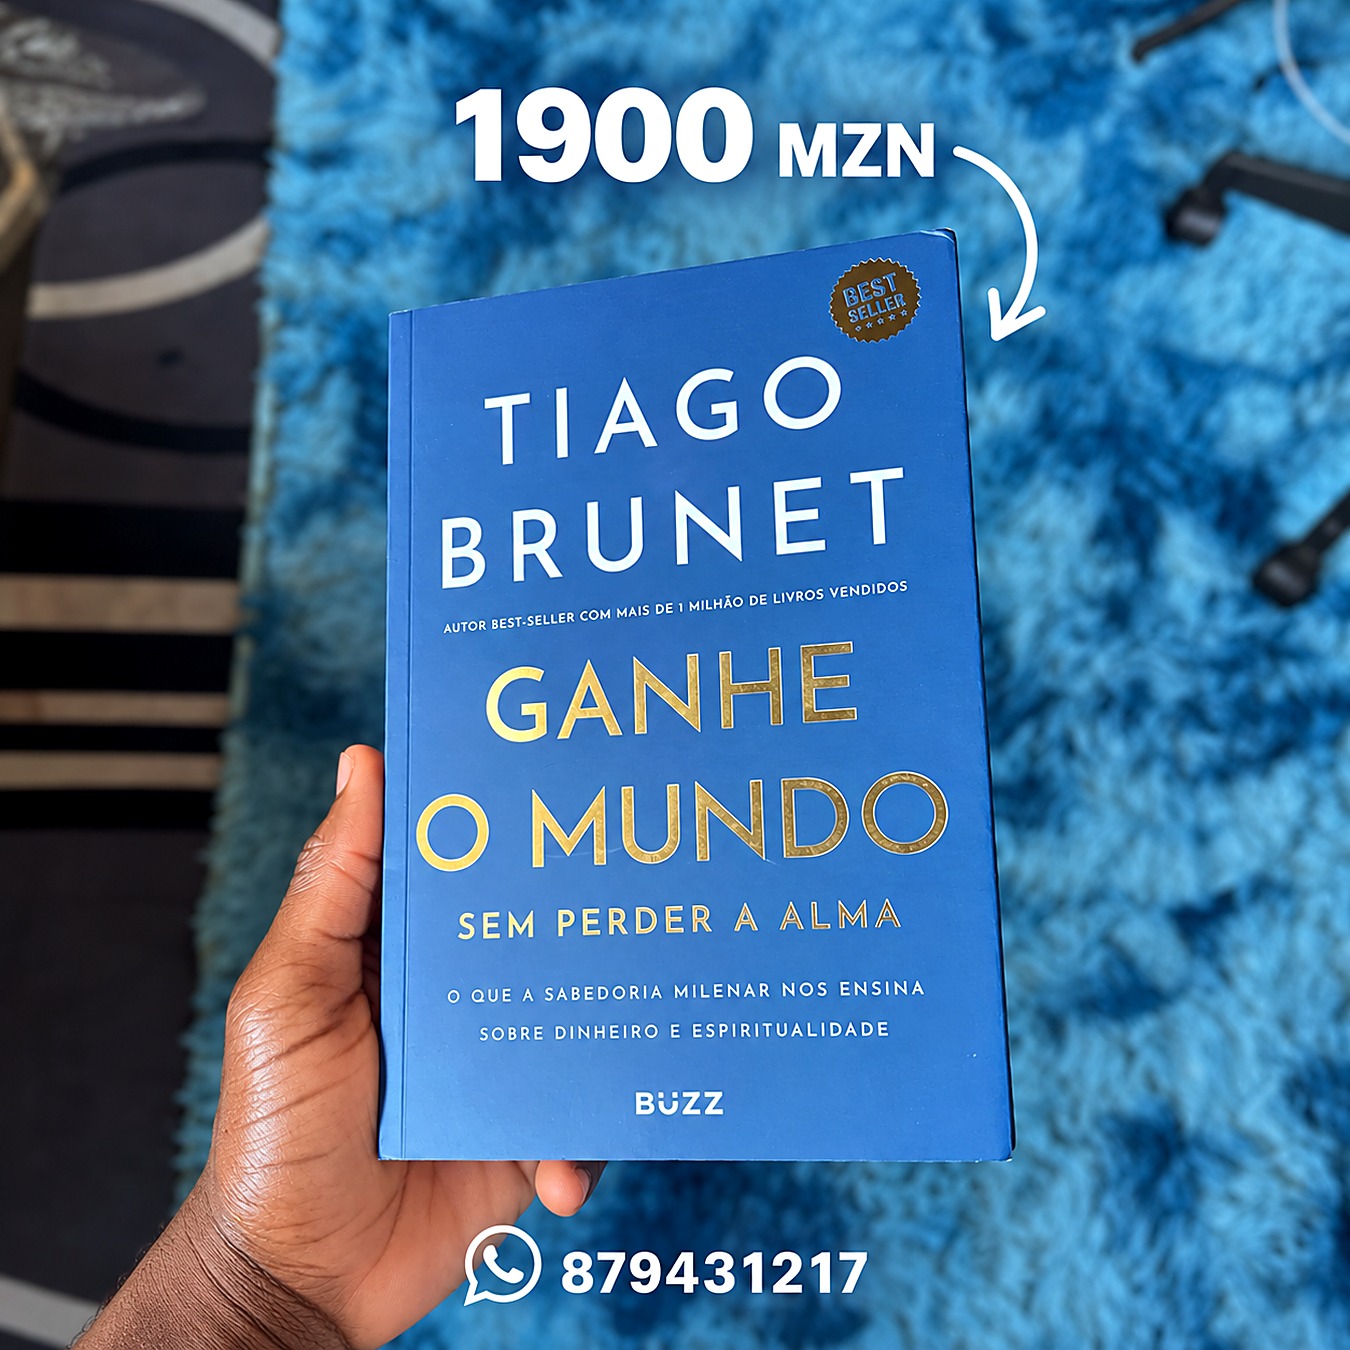 1900 MZN
BEST
SELLER
TIAGO
BRUNET
AUTOR BEST-SELLER COM MAIS DE 1 MILHÃO DE LIVROS VENDIDOS
GANHE
O MUNDO
SEM PERDER A ALMA
O QUE A SABEDORIA MILENAR NOS ENSINA
SOBRE DINHEIRO E ESPIRITUALIDADE
BUZZ
879431217